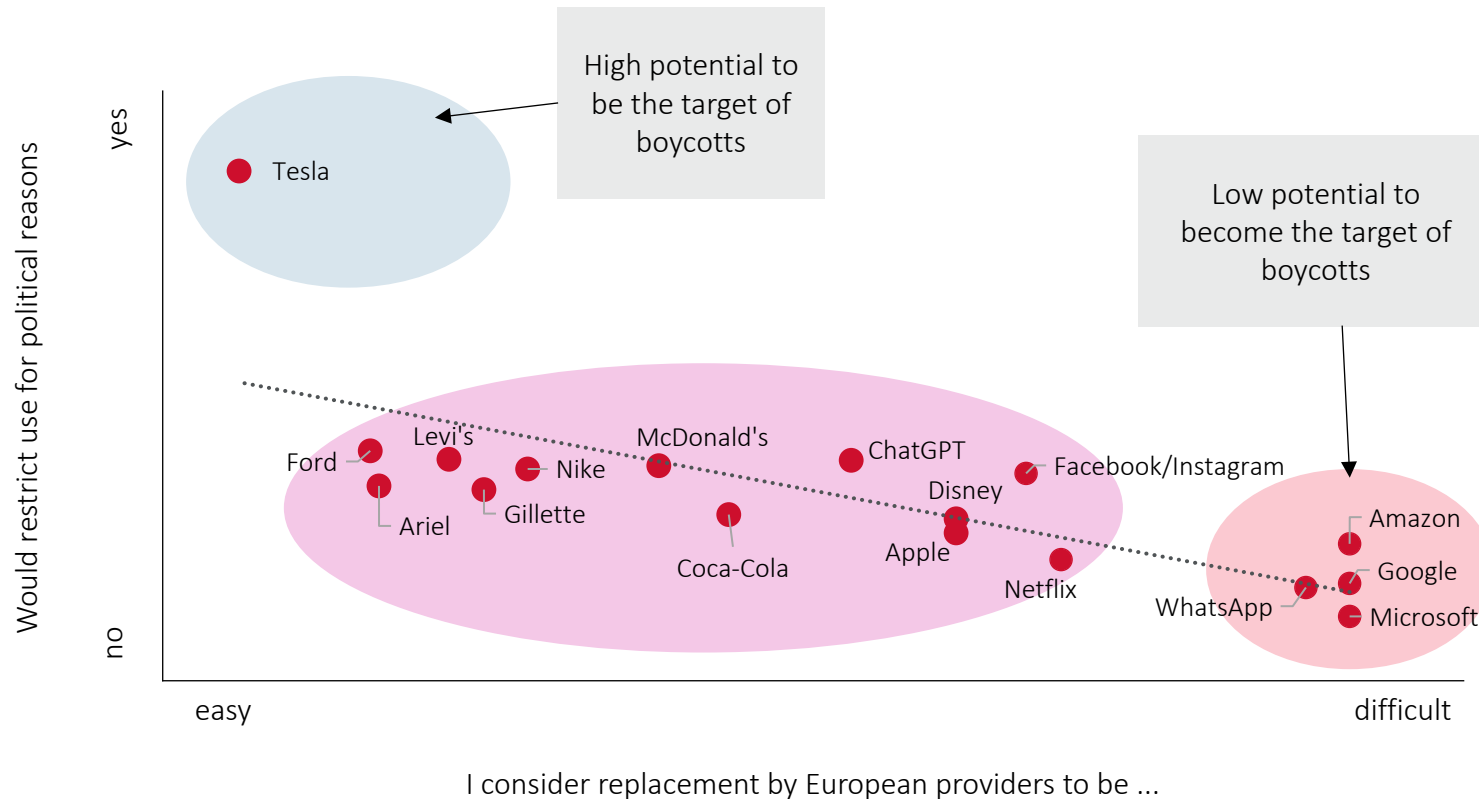 High potential to
be the target of
boycotts
yes
Would restrict use for political reasons
no
Tesla
Low potential to
become the target of
boycotts
Ford
Levi's
Nike
McDonald's
ChatGPT
Facebook/Instagram
Ariel
Gillette
Coca-Cola
Disney
Apple
Netflix
Amazon
Google
WhatsApp
Microsoft
easy
difficult
I consider replacement by European providers to be ...